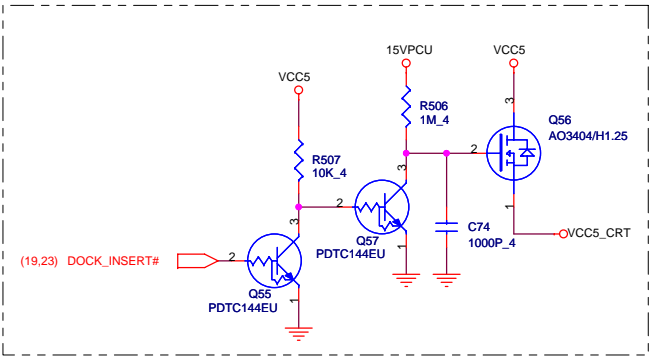 15VPCU
VCC5
VCC5
R506
1M_4
3
Q56
AO3404/H1.25
R507
10K_4
3
2
3
2
1
C74
1000P_4
VCC5_CRT
Q57
PDTC144EU
1
(19,23) DOCK_INSERT#
2
Q55
PDTC144EU
1